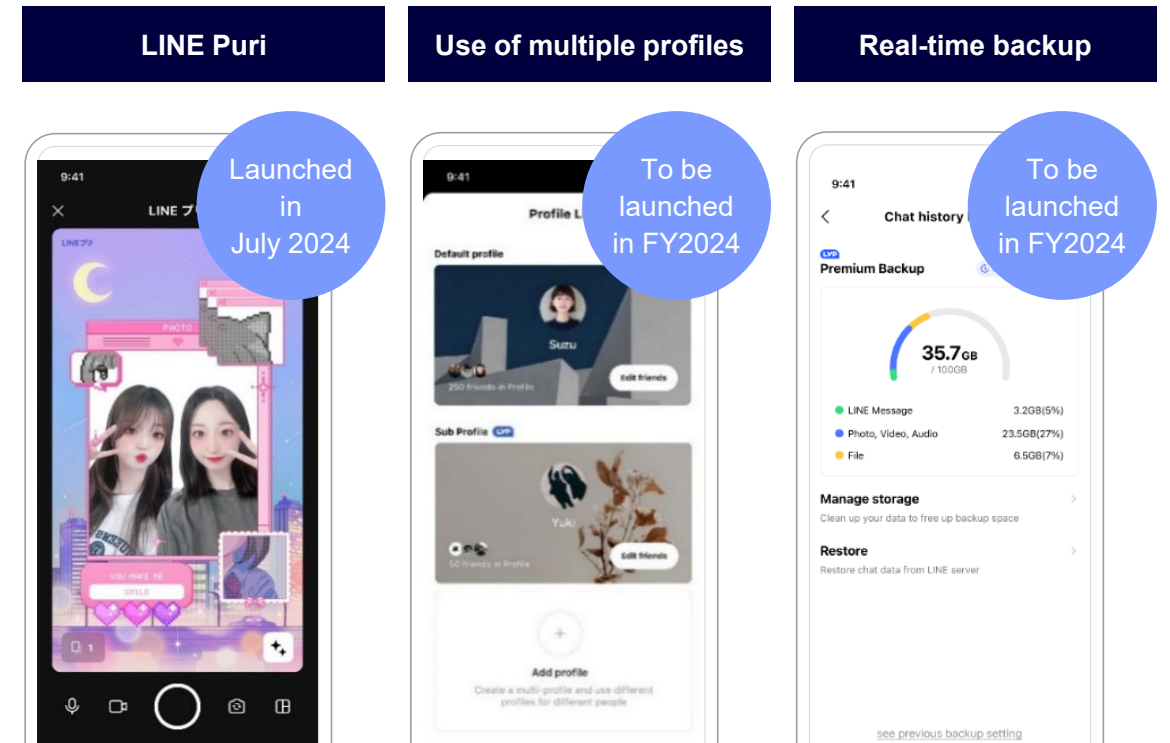 LINE Puri
Launched
in
July 2024
9:41
LINE プ
LINEプリ
PHOTO
YOU MAKE ME
SMILE
1
Use of multiple profiles
To be
launched
in FY2024
9:41
Profile L
Default profile
Suzu
250 friends in Profile
Edit friends
Sub Profile LYP
Yuki
50 friends in Profile
Edit friends
Add profile
Create a multi-profile and use different
profiles for different people
Real-time backup
To be
launched
in FY2024
9:41
Chat history
LYP
Premium Backup
35.7GB
/ 100GB
LINE Message 3.2GB(5%)
Photo, Video, Audio 23.5GB(27%)
File 6.5GB(7%)
Manage storage
Clean up your data to free up backup space
Restore
Restore chat data from LINE server
see previous backup setting